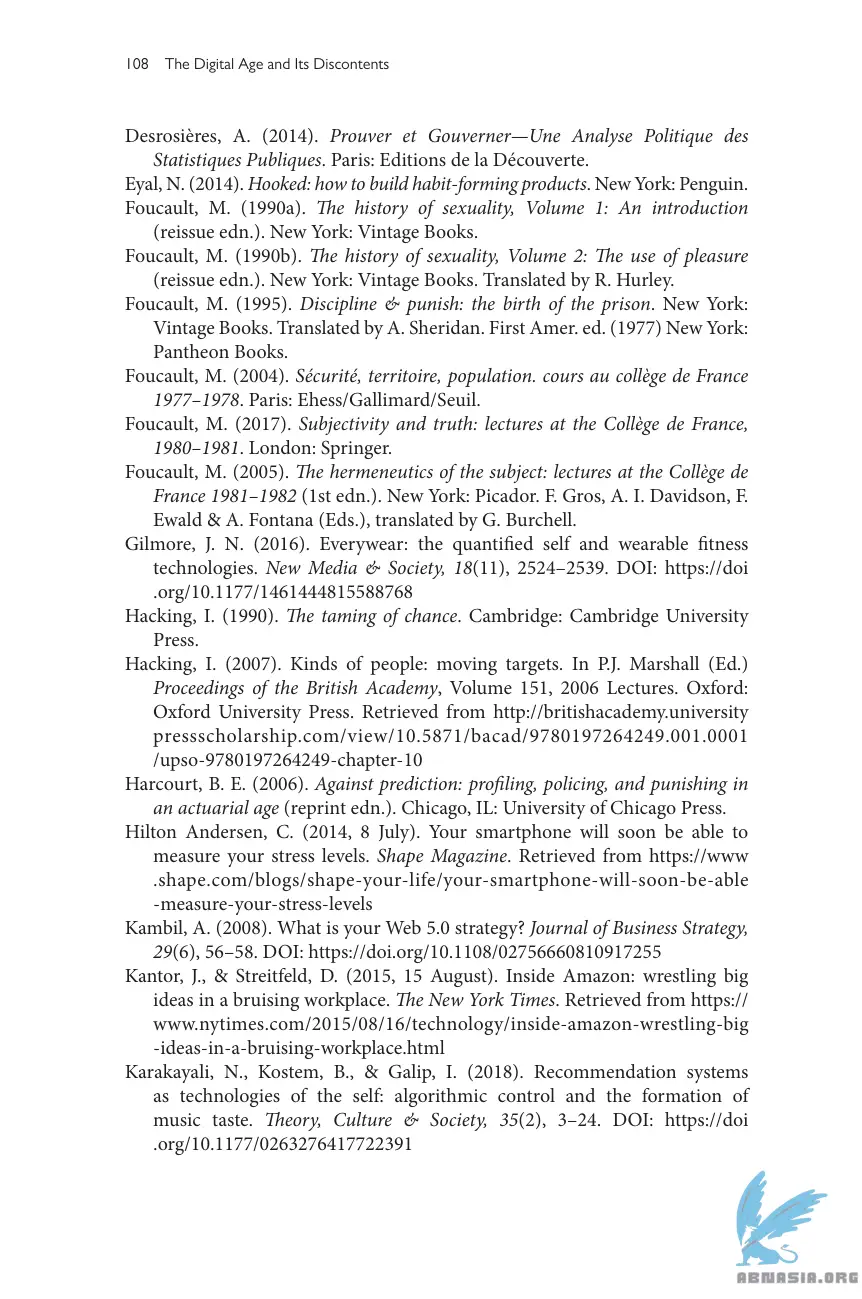 108 The Digital Age and Its Discontents
Desrosières, A. (2014). Prouver et Gouverner—Une Analyse Politique des
Statistiques Publiques. Paris: Editions de la Découverte.
Eyal, N. (2014). Hooked: how to build habit-forming products. New York: Penguin.
Foucault, M. (1990a). The history of sexuality, Volume 1: An introduction
(reissue edn.). New York: Vintage Books.
Foucault, M. (1990b). The history of sexuality, Volume 2: The use of pleasure
(reissue edn.). New York: Vintage Books. Translated by R. Hurley.
Foucault, M. (1995). Discipline & punish: the birth of the prison. New York:
Vintage Books. Translated by A. Sheridan. First Amer. ed. (1977) New York:
Pantheon Books.
Foucault, M. (2004). Sécurité, territoire, population. cours au collège de France
1977–1978. Paris: Ehess/Gallimard/Seuil.
Foucault, M. (2017). Subjectivity and truth: lectures at the Collège de France,
1980–1981. London: Springer.
Foucault, M. (2005). The hermeneutics of the subject: lectures at the Collège de
France 1981–1982 (1st edn.). New York: Picador. F. Gros, A. I. Davidson, F.
Ewald & A. Fontana (Eds.), translated by G. Burchell.
Gilmore, J. N. (2016). Everywear: the quantified self and wearable fitness
technologies. New Media & Society, 18(11), 2524–2539. DOI: https://doi
.org/10.1177/1461444815588768
Hacking, I. (1990). The taming of chance. Cambridge: Cambridge University
Press.
Hacking, I. (2007). Kinds of people: moving targets. In P.J. Marshall (Ed.)
Proceedings of the British Academy, Volume 151, 2006 Lectures. Oxford:
Oxford University Press. Retrieved from http://britishacademy.university
pressscholarship.com/view/10.5871/bacad/9780197264249.001.0001
/upso-9780197264249-chapter-10
Harcourt, B. E. (2006). Against prediction: profiling, policing, and punishing in
an actuarial age (reprint edn.). Chicago, IL: University of Chicago Press.
Hilton Andersen, C. (2014, 8 July). Your smartphone will soon be able to
measure your stress levels. Shape Magazine. Retrieved from https://www
.shape.com/blogs/shape-your-life/your-smartphone-will-soon-be-able
-measure-your-stress-levels
Kambil, A. (2008). What is your Web 5.0 strategy? Journal of Business Strategy,
29(6), 56–58. DOI: https://doi.org/10.1108/02756660810917255
Kantor, J., & Streitfeld, D. (2015, 15 August). Inside Amazon: wrestling big
ideas in a bruising workplace. The New York Times. Retrieved from https://
www.nytimes.com/2015/08/16/technology/inside-amazon-wrestling-big
-ideas-in-a-bruising-workplace.html
Karakayali, N., Kostem, B., & Galip, I. (2018). Recommendation systems
as technologies of the self: algorithmic control and the formation of
music taste. Theory, Culture & Society, 35(2), 3–24. DOI: https://doi
.org/10.1177/0263276417722391
ABNASIA.ORG